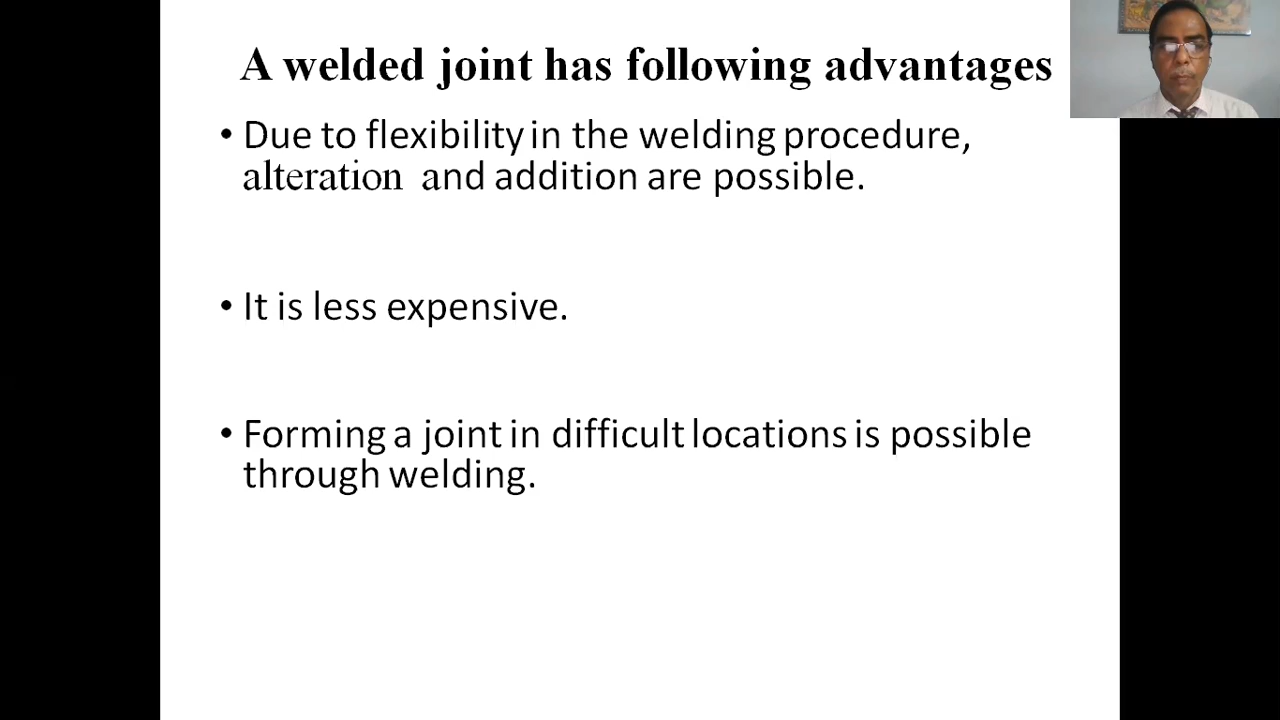 A welded joint has following advantages
• Due to flexibility in the welding procedure,
alteration and addition are possible.
• It is less expensive.
• Forming a joint in difficult locations is possible
through welding.